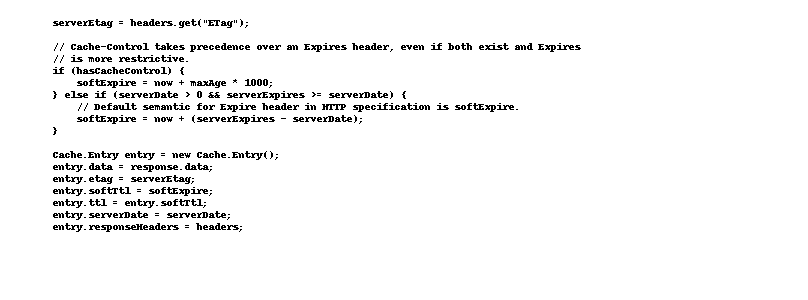 serverEtag = headers.get("ETag");

// Cache-Control takes precedence over an Expires header, even if both exist and Expires
// is more restrictive.
if (hasCacheControl) {
    softExpire = now + maxAge * 1000;
} else if (serverDate > 0 && serverExpires >= serverDate) {
    // Default semantic for Expire header in HTTP specification is softExpire.
    softExpire = now + (serverExpires - serverDate);
}

Cache.Entry entry = new Cache.Entry();
entry.data = response.data;
entry.etag = serverEtag;
entry.softTtl = softExpire;
entry.ttl = entry.softTtl;
entry.serverDate = serverDate;
entry.responseHeaders = headers;